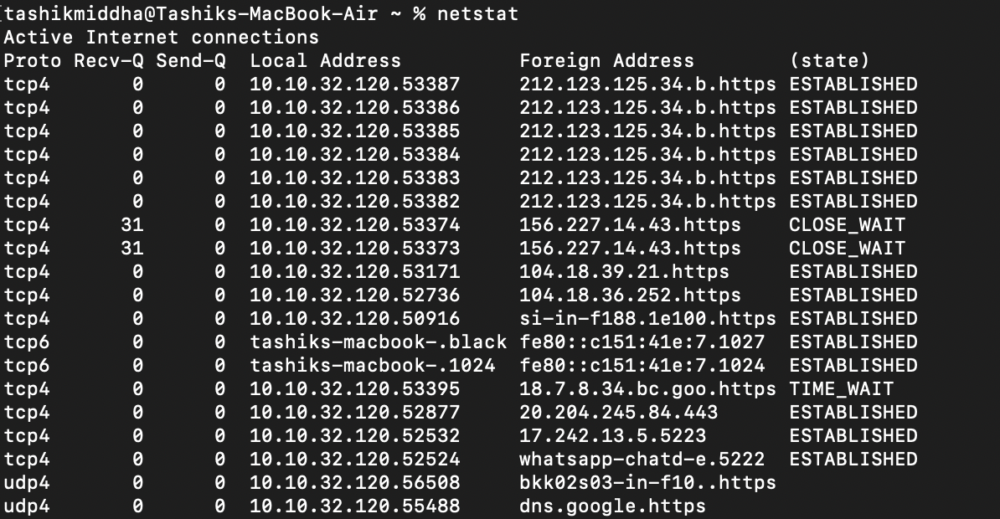 [tashikmiddha@Tashiks-MacBook-Air ~ % netstat
Active Internet connections
Proto Recv-Q Send-Q  Local Address          Foreign Address        (state)
tcp4       0      0  10.10.32.120.53387     212.123.125.34.b.https ESTABLISHED
tcp4       0      0  10.10.32.120.53386     212.123.125.34.b.https ESTABLISHED
tcp4       0      0  10.10.32.120.53385     212.123.125.34.b.https ESTABLISHED
tcp4       0      0  10.10.32.120.53384     212.123.125.34.b.https ESTABLISHED
tcp4       0      0  10.10.32.120.53383     212.123.125.34.b.https ESTABLISHED
tcp4       0      0  10.10.32.120.53382     212.123.125.34.b.https ESTABLISHED
tcp4      31      0  10.10.32.120.53374     156.227.14.43.https    CLOSE_WAIT
tcp4      31      0  10.10.32.120.53373     156.227.14.43.https    CLOSE_WAIT
tcp4       0      0  10.10.32.120.53171     104.18.39.21.https     ESTABLISHED
tcp4       0      0  10.10.32.120.52736     104.18.36.252.https    ESTABLISHED
tcp4       0      0  10.10.32.120.50916     si-in-f188.1e100.https ESTABLISHED
tcp6       0      0  tashiks-macbook-.black fe80::c151:41e:7.1027  ESTABLISHED
tcp6       0      0  tashiks-macbook-.1024  fe80::c151:41e:7.1024  ESTABLISHED
tcp4       0      0  10.10.32.120.53395     18.7.8.34.bc.goo.https TIME_WAIT
tcp4       0      0  10.10.32.120.52877     20.204.245.84.443      ESTABLISHED
tcp4       0      0  10.10.32.120.52532     17.242.13.5.5223       ESTABLISHED
tcp4       0      0  10.10.32.120.52524     whatsapp-chatd-e.5222  ESTABLISHED
udp4       0      0  10.10.32.120.56508     bkk02s03-in-f10..https
udp4       0      0  10.10.32.120.55488     dns.google.https